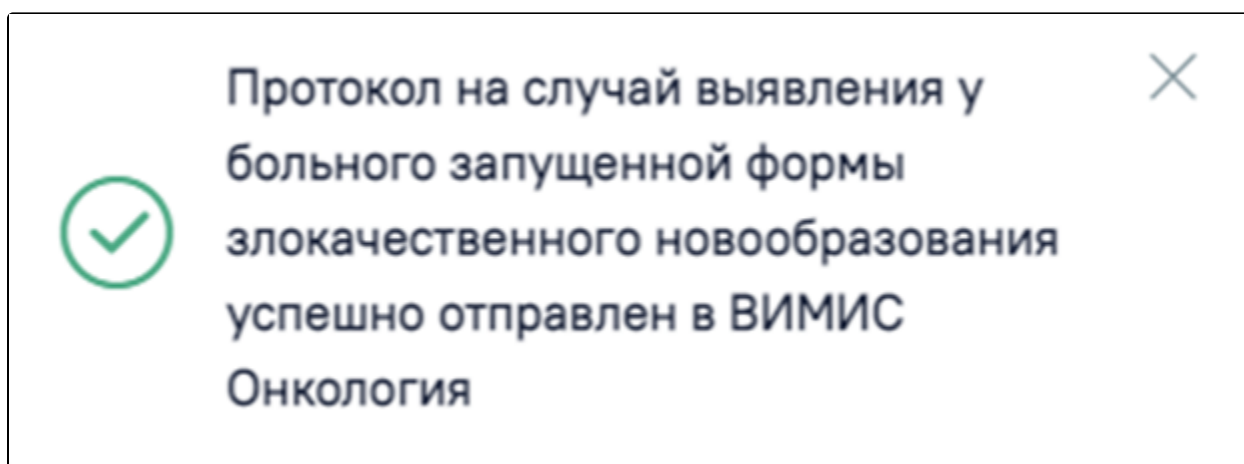 Протокол на случай выявления у
больного запущенной формы
злокачественного новообразования
успешно отправлен в ВИМИС
Онкология